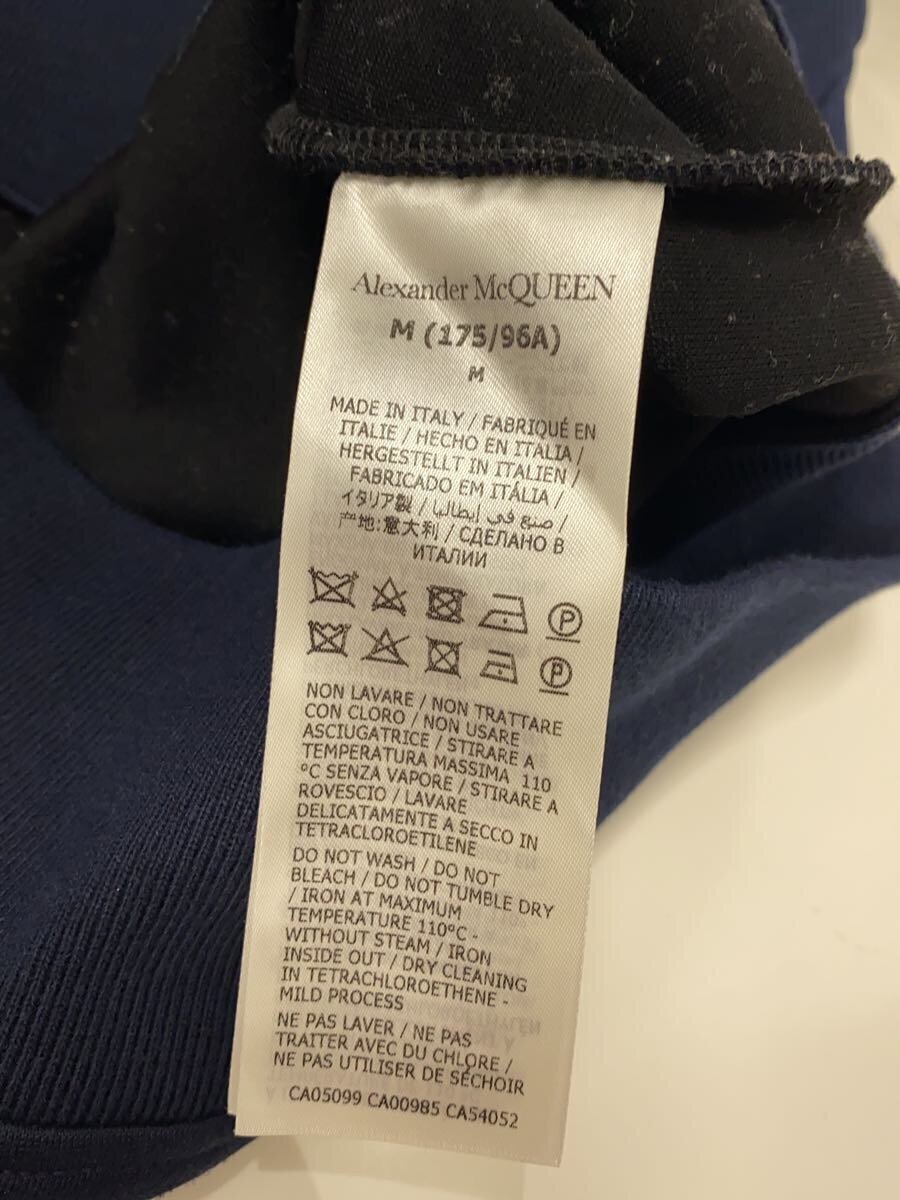 Alexander McQUEEN
M (175/96A)
M
MADE IN ITALY / FABRIQUÉ EN
ITALIE / HECHO EN ITALIA /
HERGESTELLT IN ITALIEN /
FABRICADO EM ITÁLIA /
イタリア製 / صنع في إيطاليا /
产地:意大利 / СДЕЛАНО В
ИТАЛИИ
P
P
NON LAVARE / NON TRATTARE
CON CLORO / NON USARE
ASCIUGATRICE / STIRARE A
TEMPERATURA MASSIMA 110
°C SENZA VAPORE / STIRARE A
ROVESCIO / LAVARE
DELICATAMENTE A SECCO IN
TETRACLOROETILENE
DO NOT WASH / DO NOT
BLEACH / DO NOT TUMBLE DRY
/ IRON AT MAXIMUM
TEMPERATURE 110°C -
WITHOUT STEAM / IRON
INSIDE OUT / DRY CLEANING
IN TETRACHLOROETHENE -
MILD PROCESS
NE PAS LAVER / NE PAS
TRAITER AVEC DU CHLORE /
NE PAS UTILISER DE SÉCHOIR
CA05099 CA00985 CA54052